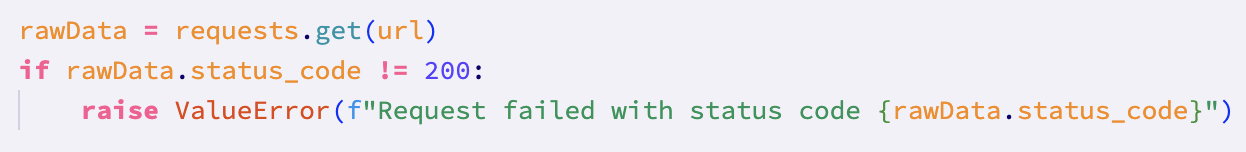 rawData = requests.get(url)
if rawData.status_code != 200:
    raise ValueError(f"Request failed with status code {rawData.status_code}")